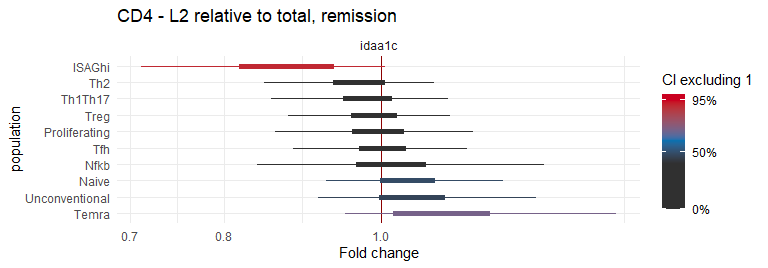 CD4 - L2 relative to total, remission
idaa1c
population
ISAGhi
Th2
Th1Th17
Treg
Proliferating
Tfh
Nfkb
Naive
Unconventional
Temra
0.7 0.8 1.0
Fold change
CI excluding 1
95%
50%
0%